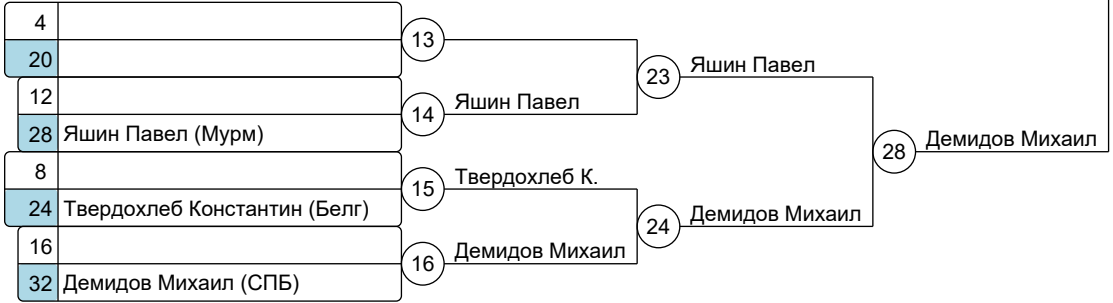 4
20
13
12
28 Яшин Павел (Мурм)
14
Яшин Павел
23
Яшин Павел
8
24 Твердохлеб Константин (Белг)
15
Твердохлеб К.
16
32 Демидов Михаил (СПБ)
16
Демидов Михаил
24
Демидов Михаил
28
Демидов Михаил